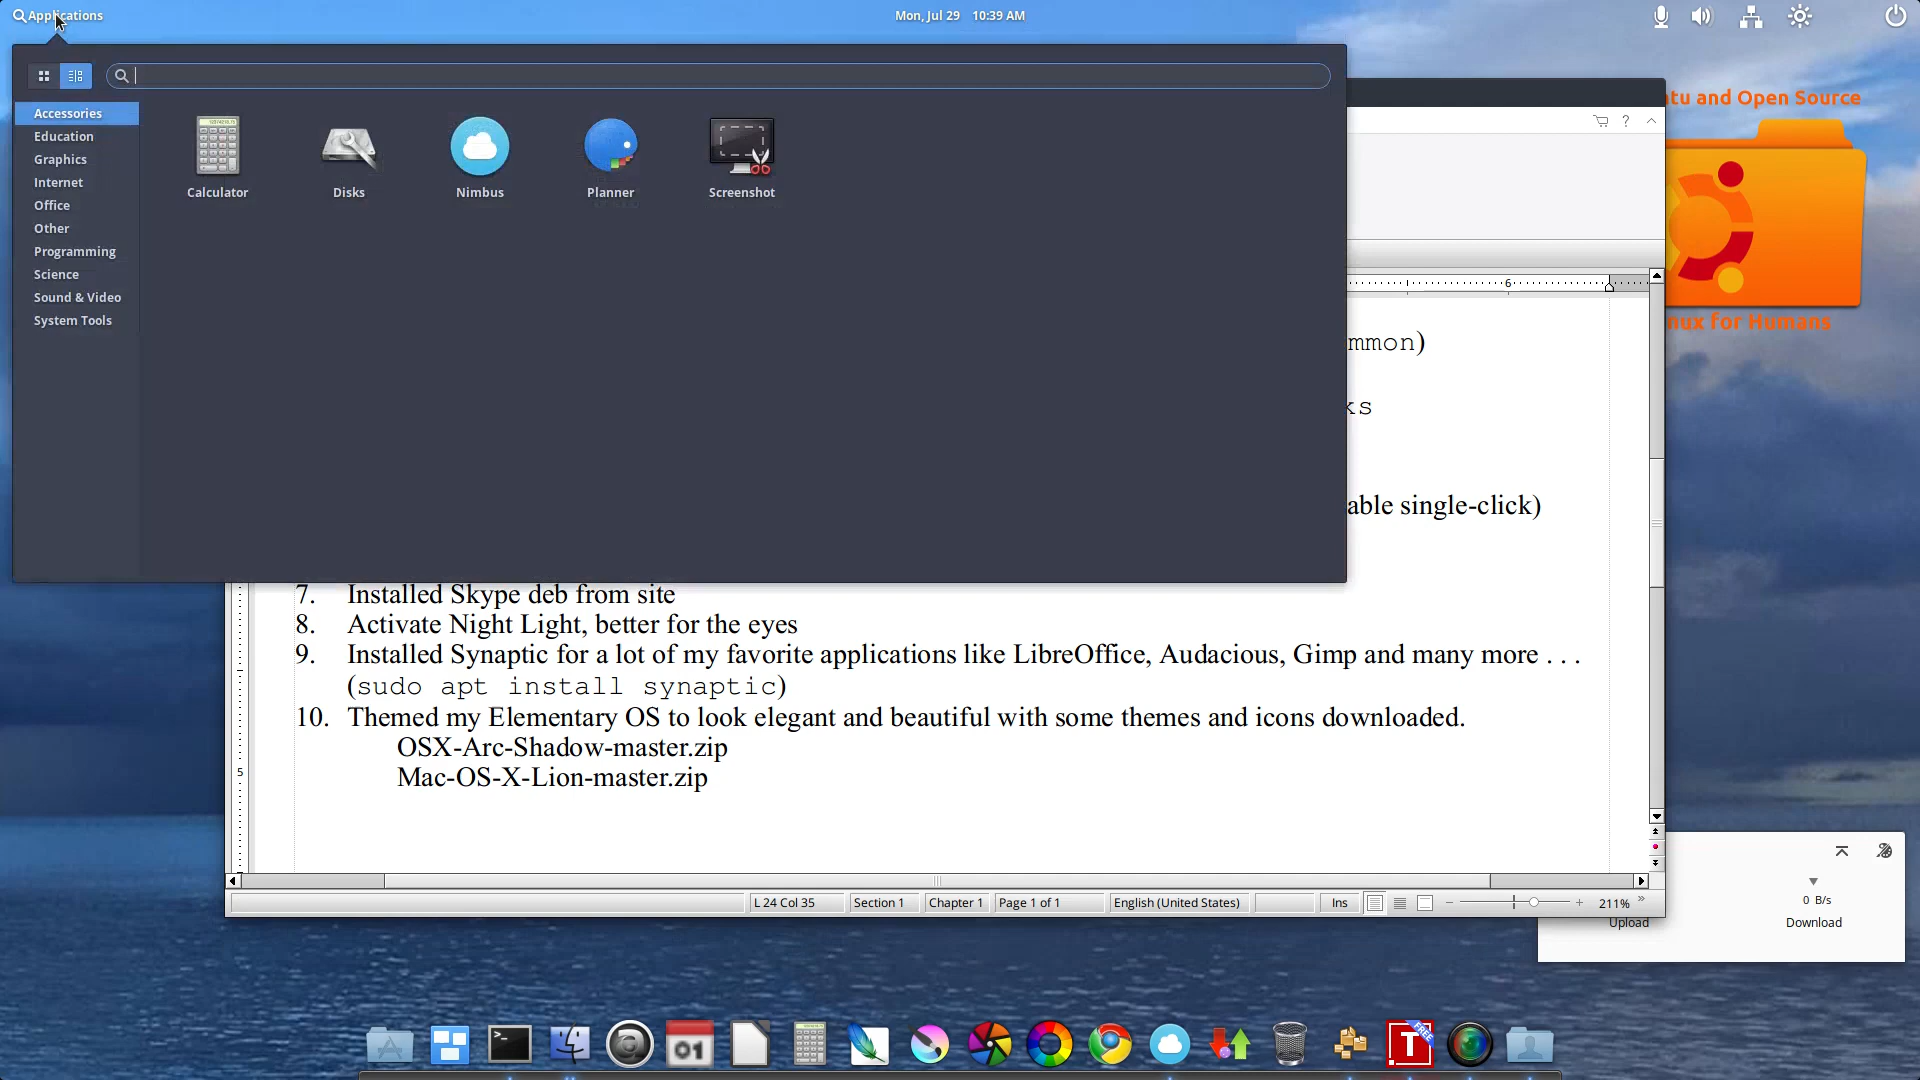 Applications
Mon, Jul 29 10:39 AM
Accessories
Education
Graphics
Internet
Office
Other
Programming
Science
Sound & Video
System Tools
Calculator
Disks
Nimbus
Planner
Screenshot
tu and Open Source
nux for Humans
6
mmon)
ks
able single-click)
7. Installed Skype deb from site
8. Activate Night Light, better for the eyes
9. Installed Synaptic for a lot of my favorite applications like LibreOffice, Audacious, Gimp and many more . . .
(sudo apt install synaptic)
10. Themed my Elementary OS to look elegant and beautiful with some themes and icons downloaded.
OSX-Arc-Shadow-master.zip
Mac-OS-X-Lion-master.zip
5
L 24 Col 35
Section 1
Chapter 1
Page 1 of 1
English (United States)
Ins
211%
0 B/s
Upload
Download
01
T
FREE